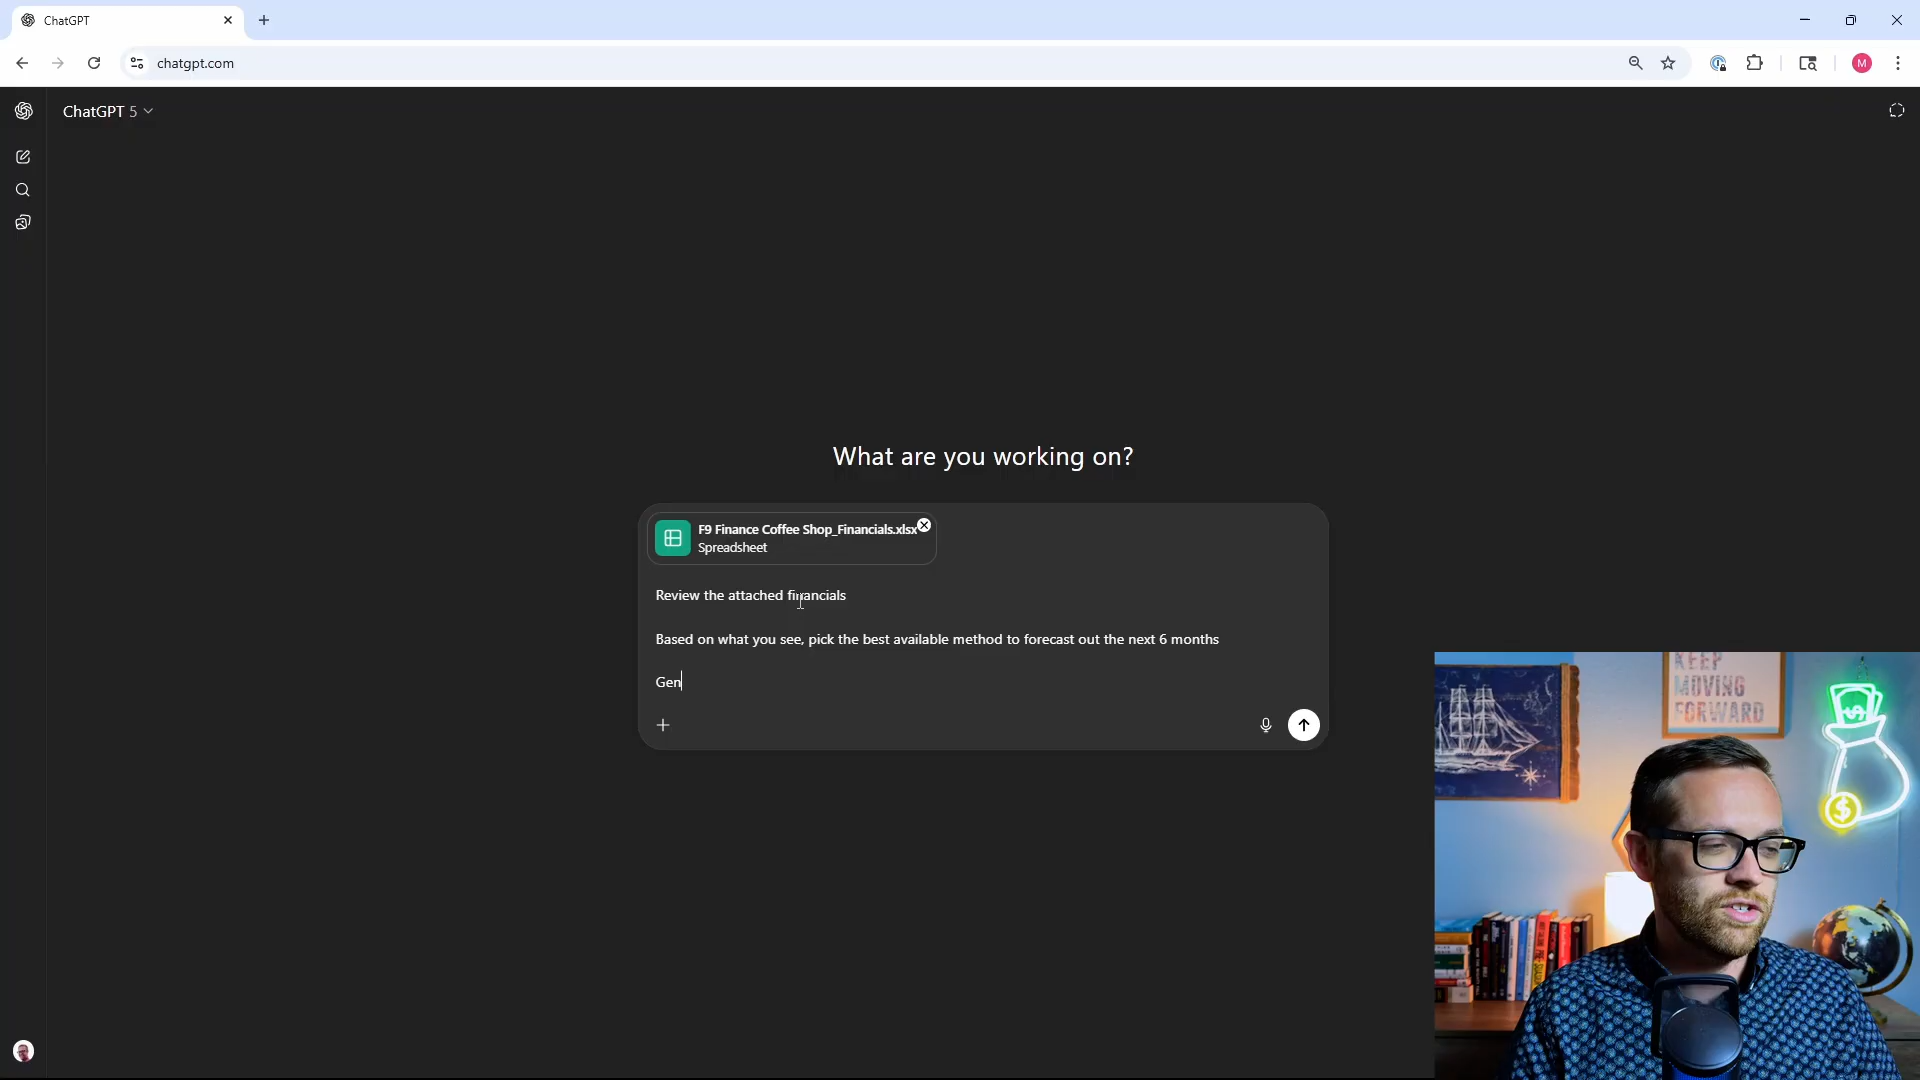 ChatGPT
chatgpt.com
M
ChatGPT 5
What are you working on?
F9 Finance Coffee Shop_Financials.xlsx
Spreadsheet
Review the attached financials
Based on what you see, pick the best available method to forecast out the next 6 months
Gen
KEEP
MOVING
FORWARD
$
$